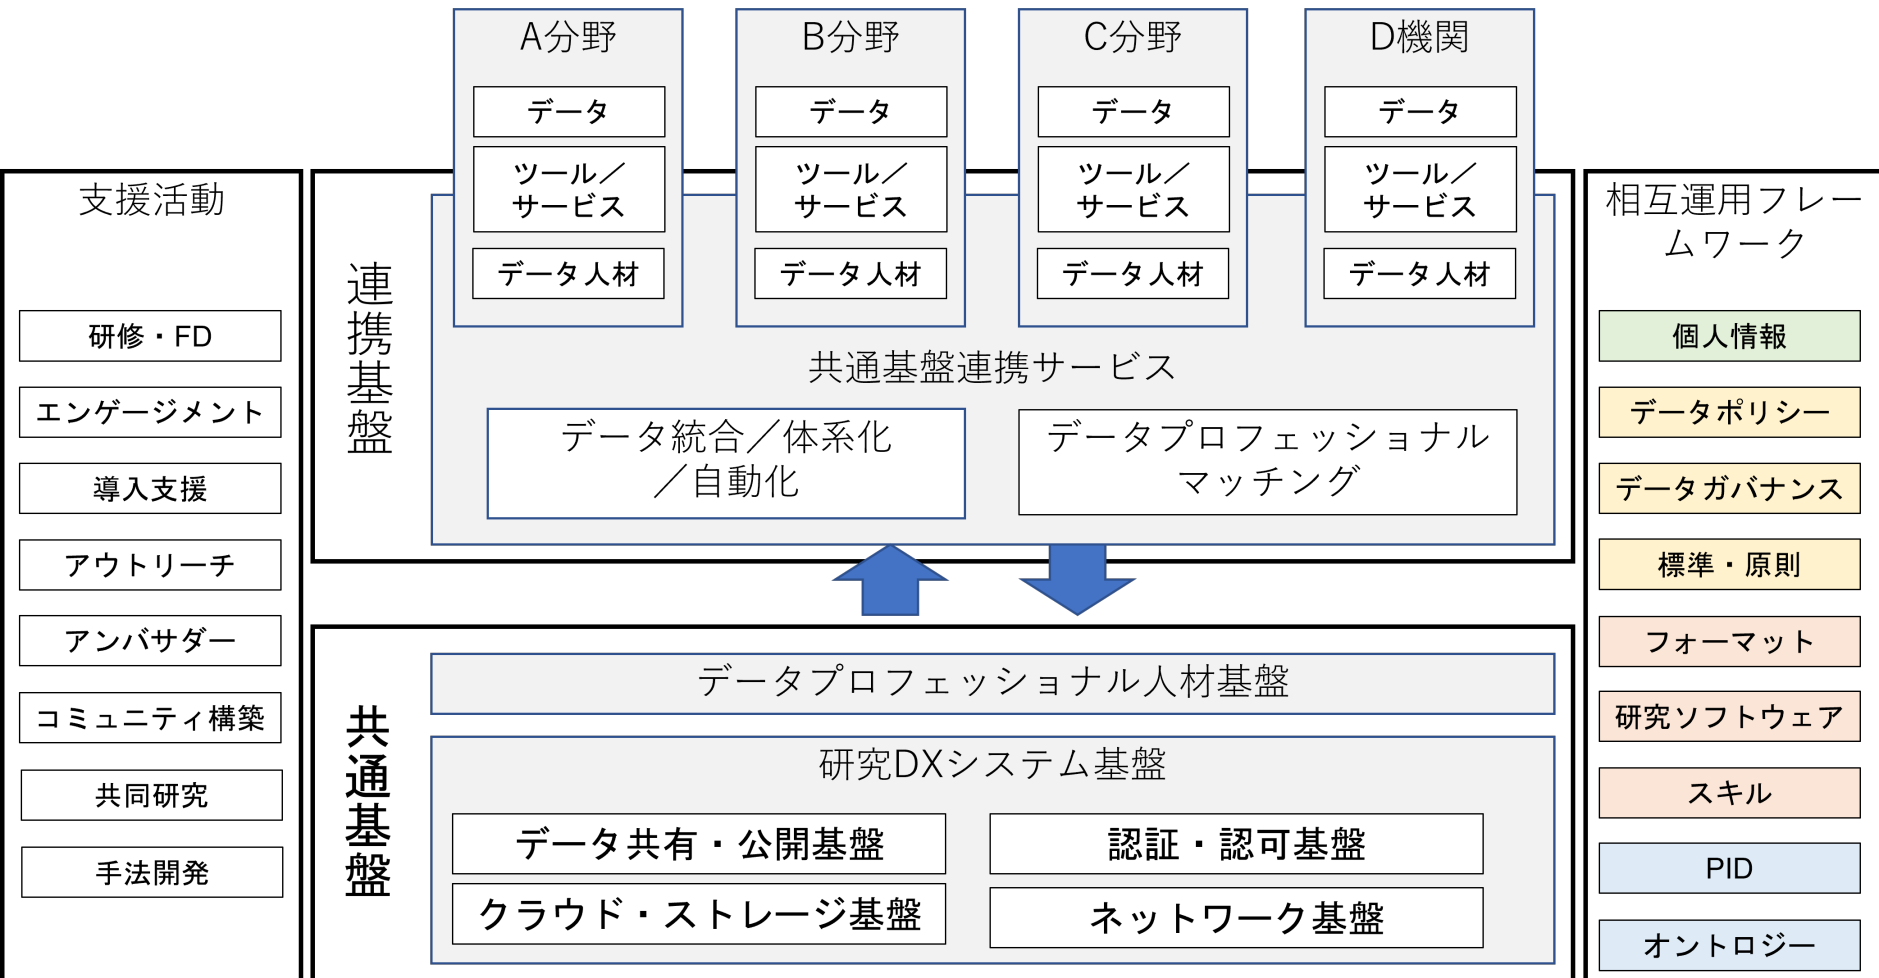 A分野
データ
ツール／
サービス
データ人材
B分野
データ
ツール／
サービス
データ人材
C分野
データ
ツール／
サービス
データ人材
D機関
データ
ツール／
サービス
データ人材
支援活動
研修・FD
エンゲージメント
導入支援
アウトリーチ
アンバサダー
コミュニティ構築
共同研究
手法開発
連携基盤
共通基盤連携サービス
データ統合／体系化
／自動化
データプロフェッショナル
マッチング
共通基盤
データプロフェッショナル人材基盤
研究DXシステム基盤
データ共有・公開基盤
認証・認可基盤
クラウド・ストレージ基盤
ネットワーク基盤
相互運用フレー
ムワーク
個人情報
データポリシー
データガバナンス
標準・原則
フォーマット
研究ソフトウェア
スキル
PID
オントロジー